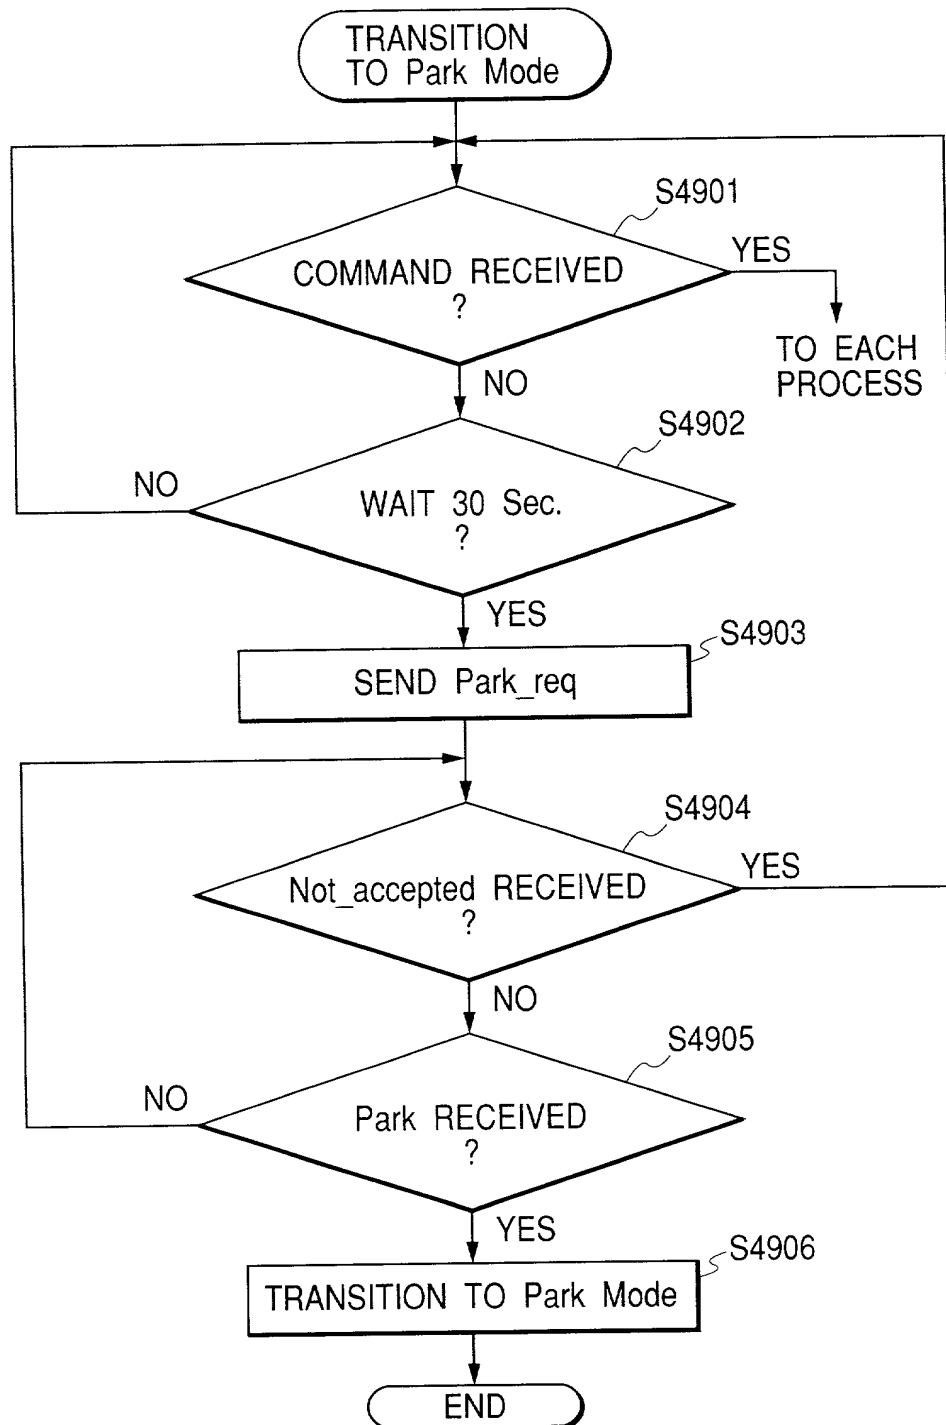 TRANSITION
TO Park Mode
S4901
COMMAND RECEIVED
?
YES
TO EACH
PROCESS
NO
S4902
WAIT 30 Sec.
?
NO
YES
S4903
SEND Park_req
S4904
Not_accepted RECEIVED
?
YES
NO
S4905
Park RECEIVED
?
NO
YES
S4906
TRANSITION TO Park Mode
END